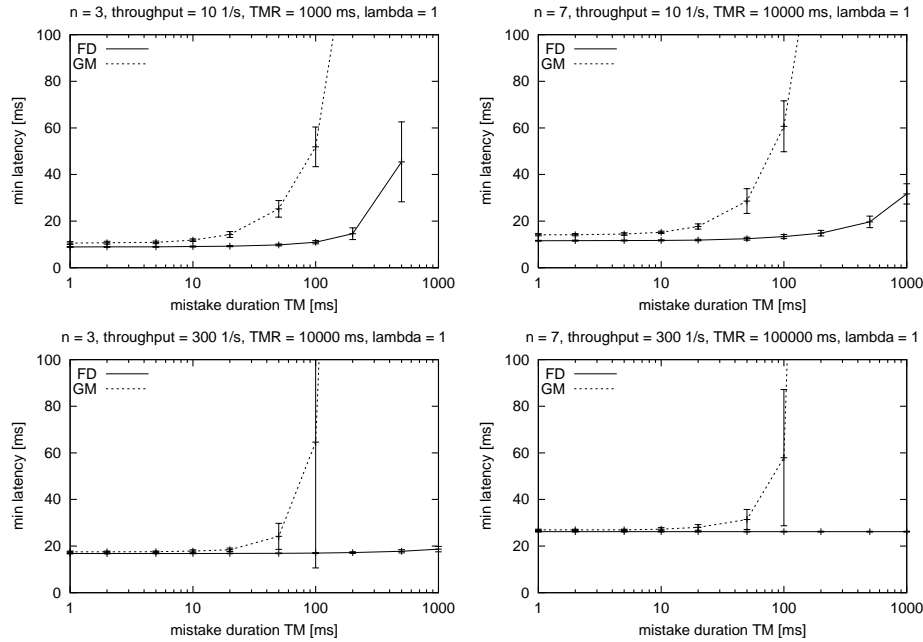 n = 3, throughput = 10 1/s, TMR = 1000 ms, lambda = 1
100
80
60
40
20
0
min latency [ms]
FD
GM
1
10
100
1000
mistake duration TM [ms]
n = 7, throughput = 10 1/s, TMR = 10000 ms, lambda = 1
100
80
60
40
20
0
min latency [ms]
FD
GM
1
10
100
1000
mistake duration TM [ms]
n = 3, throughput = 300 1/s, TMR = 10000 ms, lambda = 1
100
80
60
40
20
0
min latency [ms]
FD
GM
1
10
100
1000
mistake duration TM [ms]
n = 7, throughput = 300 1/s, TMR = 100000 ms, lambda = 1
100
80
60
40
20
0
min latency [ms]
FD
GM
1
10
100
1000
mistake duration TM [ms]